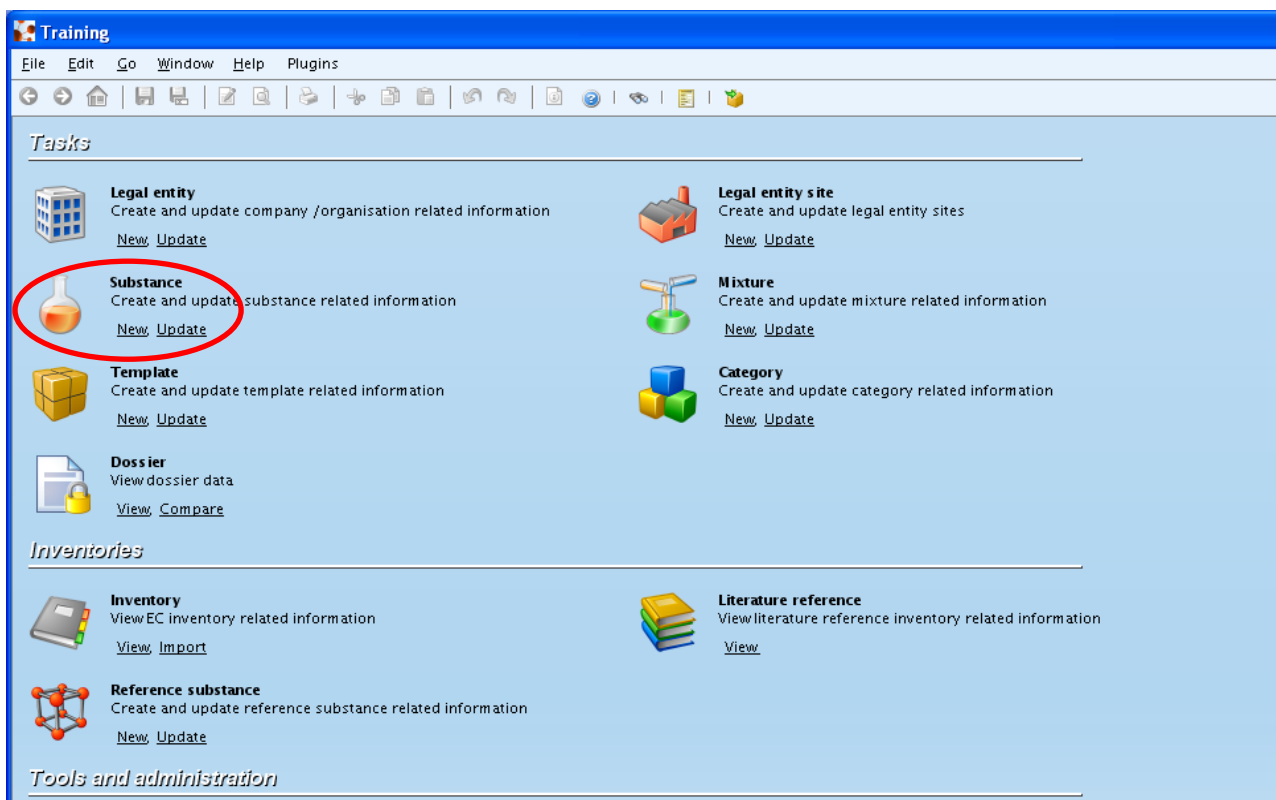 Training
File Edit Go Window Help Plugins
Tasks
Legal entity
Create and update company /organisation related information
New, Update
Legal entity site
Create and update legal entity sites
New, Update
Substance
Create and update substance related information
New, Update
Mixture
Create and update mixture related information
New, Update
Template
Create and update template related information
New, Update
Category
Create and update category related information
New, Update
Dossier
View dossier data
View, Compare
Inventories
Inventory
View EC inventory related information
View, Import
Literature reference
View literature reference inventory related information
View
Reference substance
Create and update reference substance related information
New, Update
Tools and administration